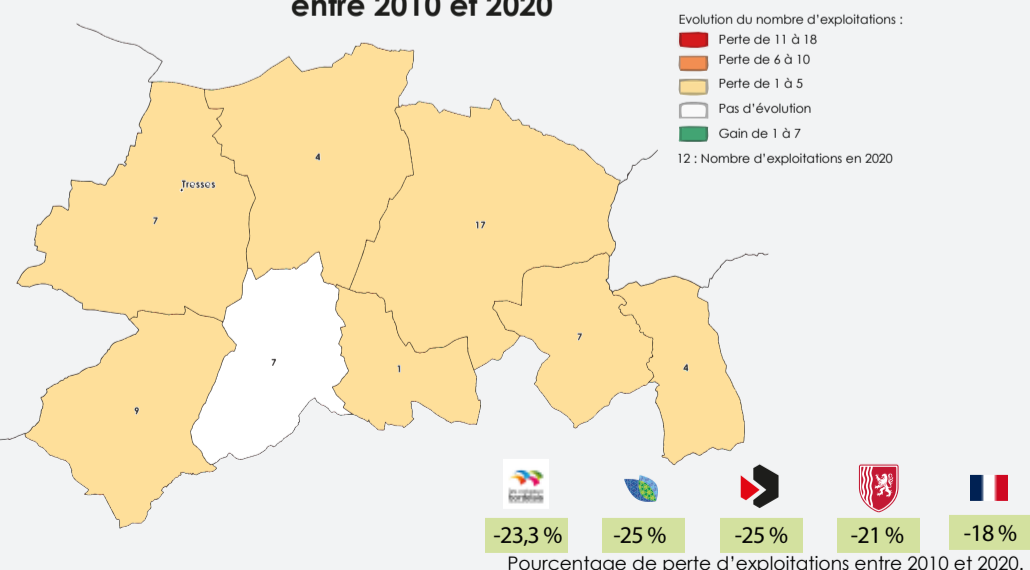 entre 2010 et 2020
Evolution du nombre d'exploitations :
Perte de 11 à 18
Perte de 6 à 10
Perte de 1 à 5
Pas d'évolution
Gain de 1 à 7
12 : Nombre d'exploitations en 2020
4
Tresses
7
17
7
7
1
4
9
bordelais
-23,3 %
-25 %
-25 %
-21 %
-18 %
Pourcentage de perte d'exploitations entre 2010 et 2020.